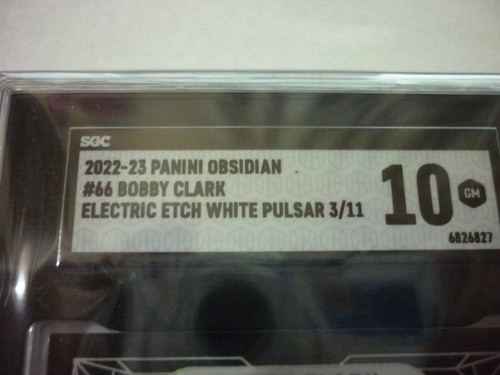 SGC
2022-23 PANINI OBSIDIAN
#66 BOBBY CLARK
ELECTRIC ETCH WHITE PULSAR 3/11
10
GM
6826827